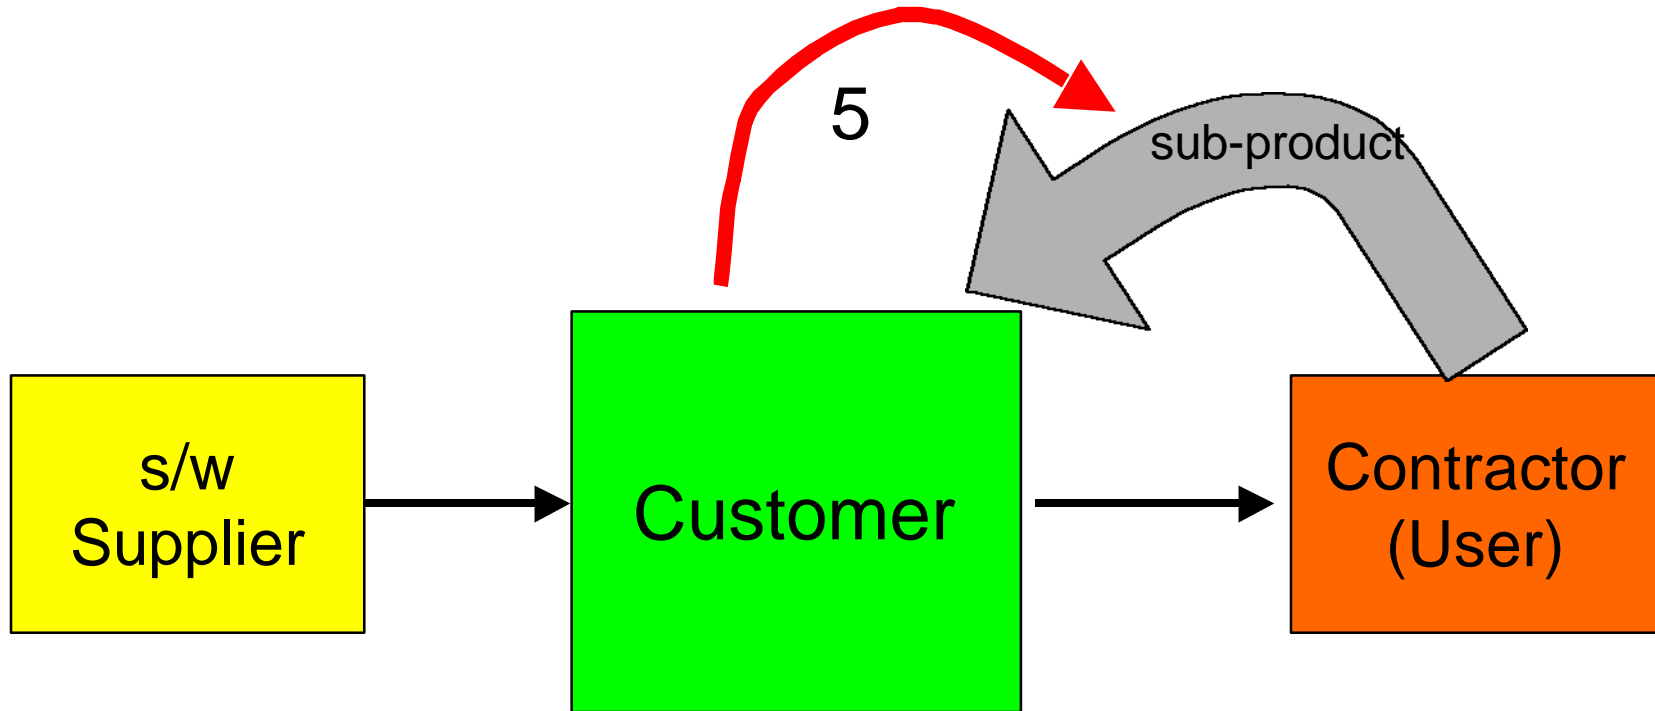 5
sub-product
s/w
Supplier
Customer
Contractor
(User)